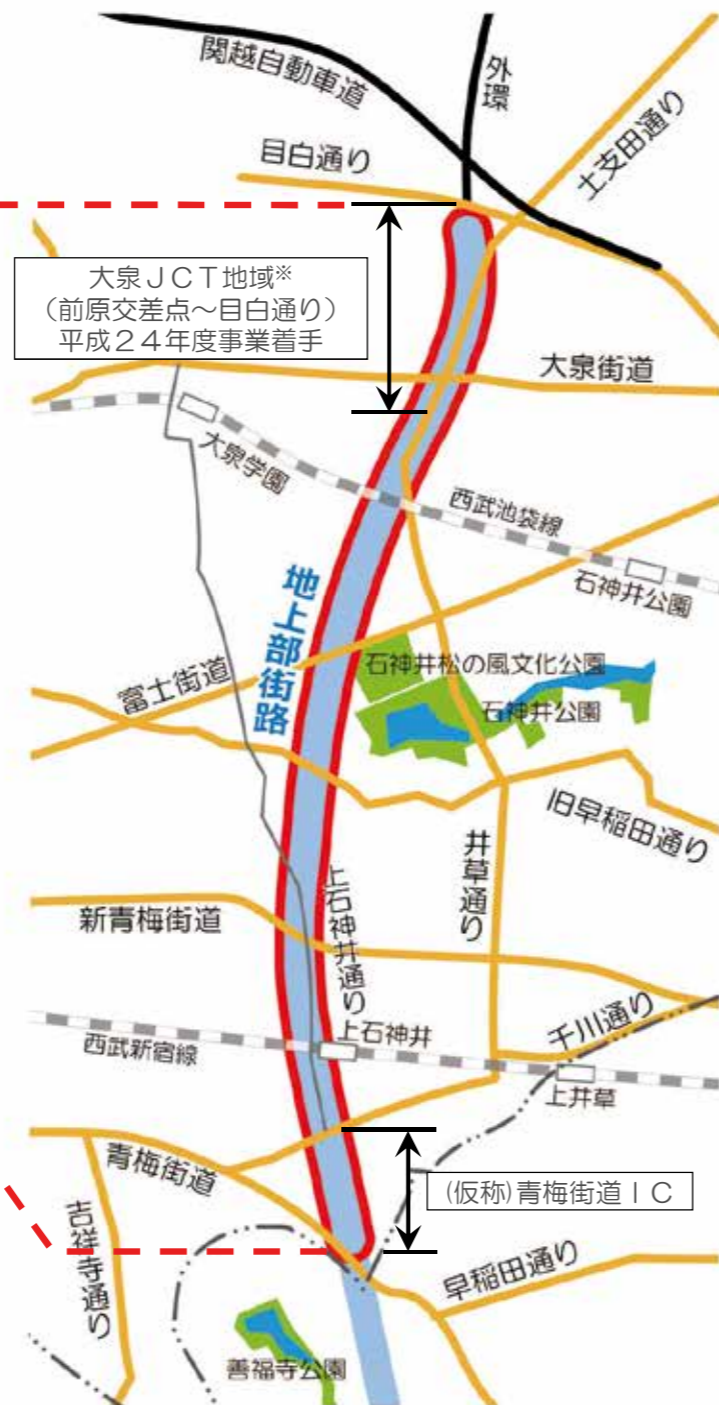 関越自動車道
外環
目白通り
土支田通り
大泉JCT地域※
(前原交差点～目白通り)
平成24年度事業着手
大泉街道
大泉学園
西武池袋線
石神井公園
地上部街路
石神井松の風文化公園
富士街道
石神井公園
旧早稲田通り
井草通り
新青梅街道
上石神井通り
千川通り
西武新宿線
上石神井
上井草
青梅街道
(仮称)青梅街道IC
吉祥寺通り
早稲田通り
善福寺公園